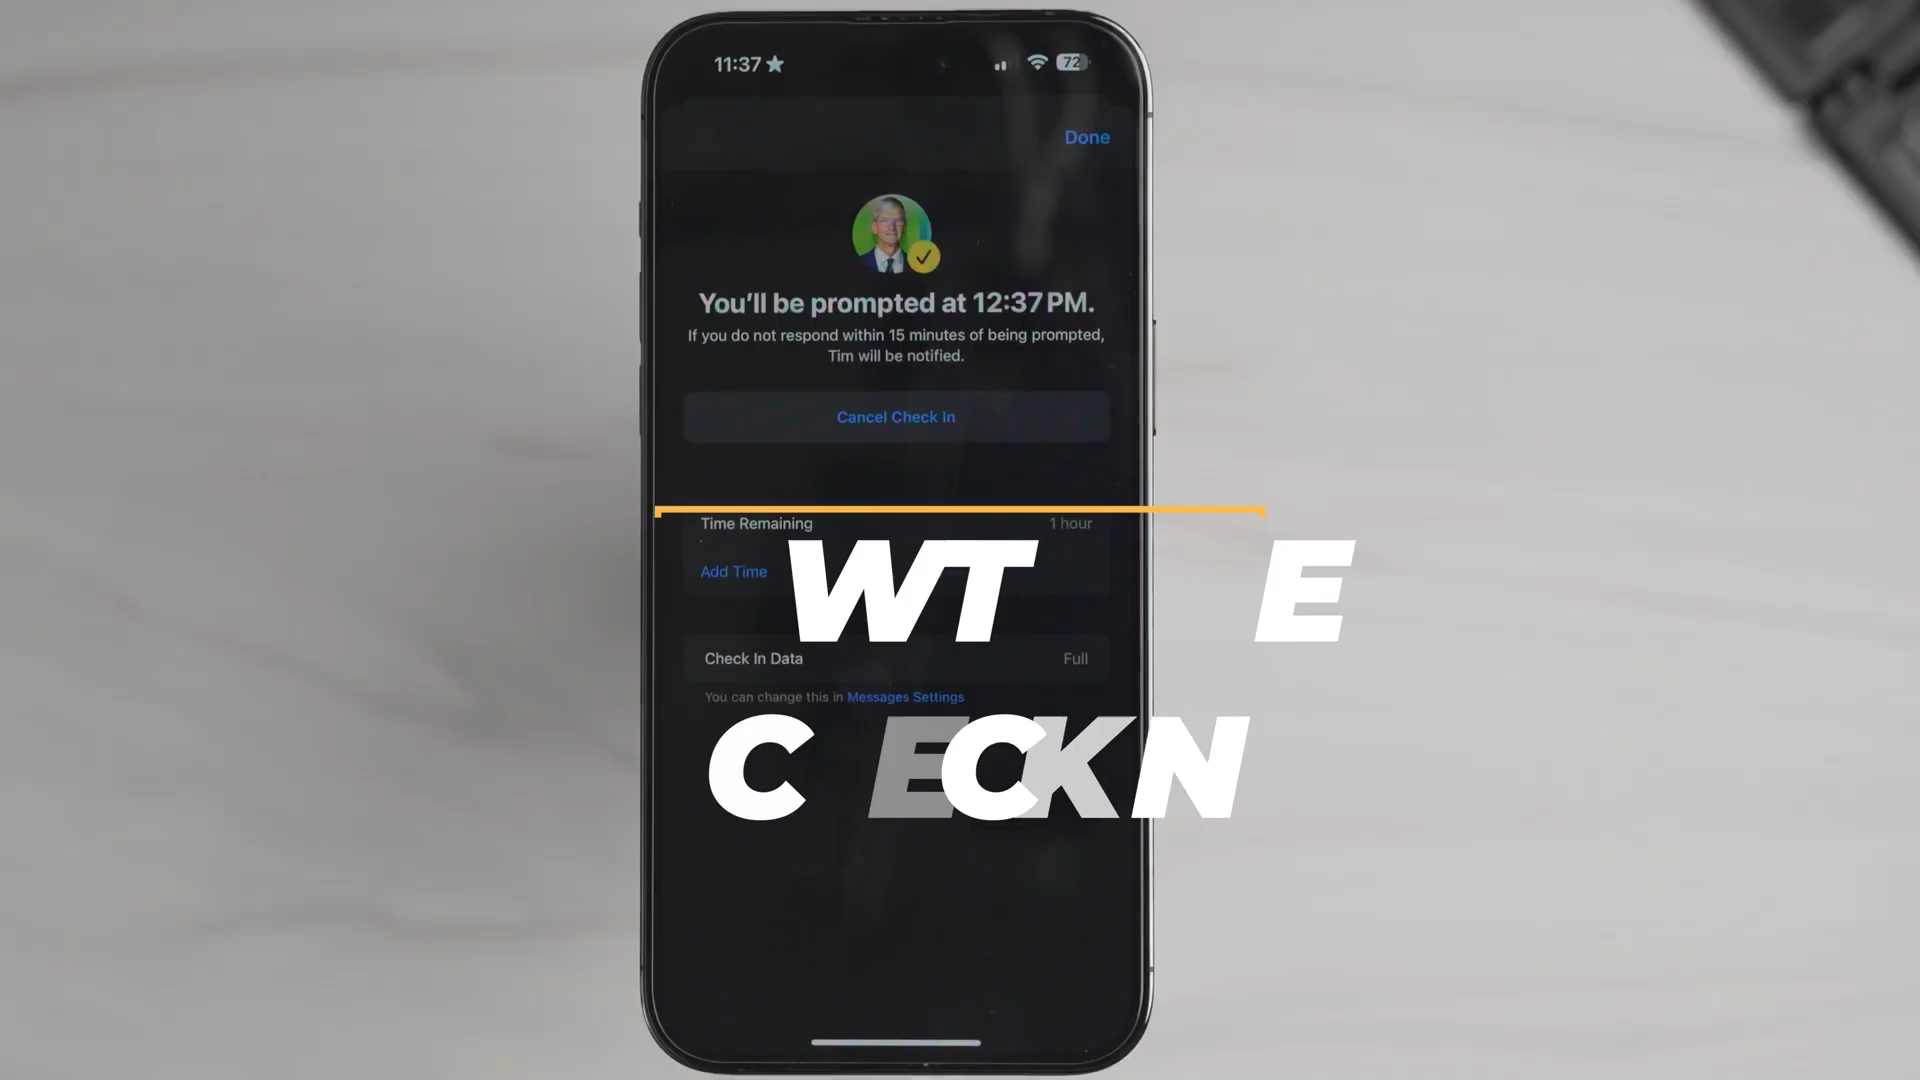 11:37
72
Done
You'll be prompted at 12:37 PM.
If you do not respond within 15 minutes of being prompted,
Tim will be notified.
Cancel Check In
Time Remaining 1 hour
Add Time
WT E
Check In Data Full
You can change this in Messages Settings
C ECKN